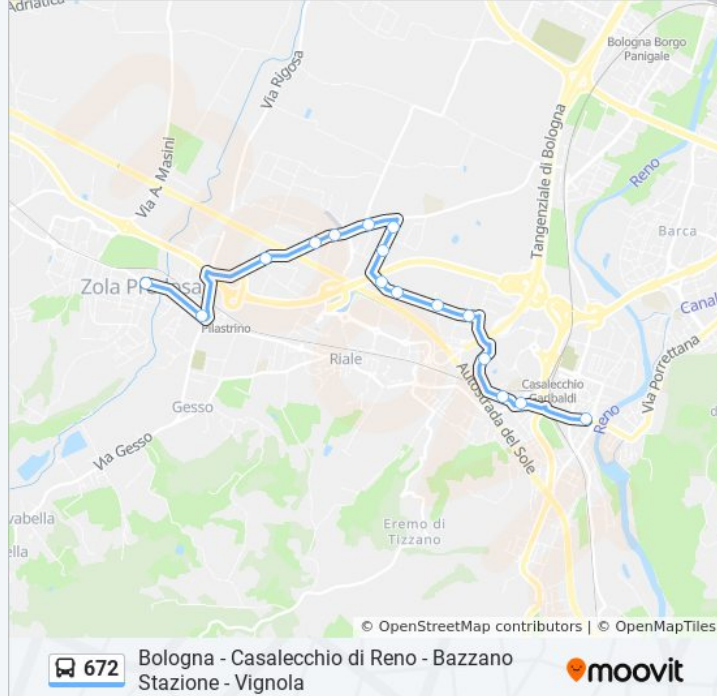 Adriatica
Via Rigosa
Bologna Borgo
Panigale
Via A. Masini
Tangenziale di Bologna
Reno
Barca
Zola Predosa
Canal
Pilastrino
Riale
Casalecchio
Garibaldi
Via Porrettana
Reno
Autostrada del Sole
Gesso
Via Gesso
vabella
ella
Eremo di
Tizzano
© OpenStreetMap contributors | © OpenMapTiles
672
Bologna - Casalecchio di Reno - Bazzano
Stazione - Vignola
moovit